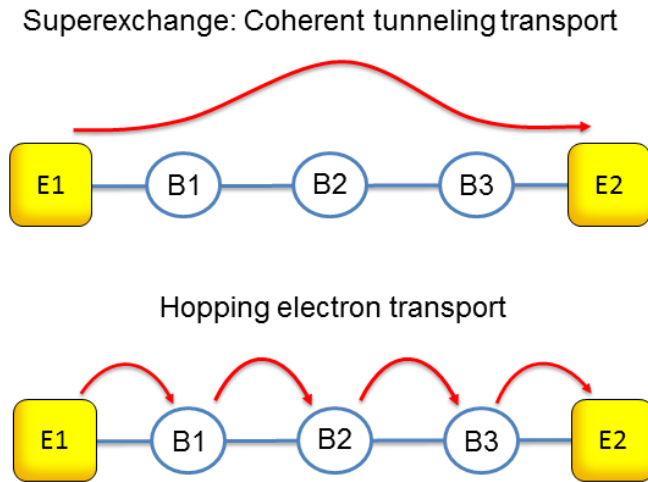 Superexchange: Coherent tunneling transport
E1 B1 B2 B3 E2
Hopping electron transport
E1 B1 B2 B3 E2